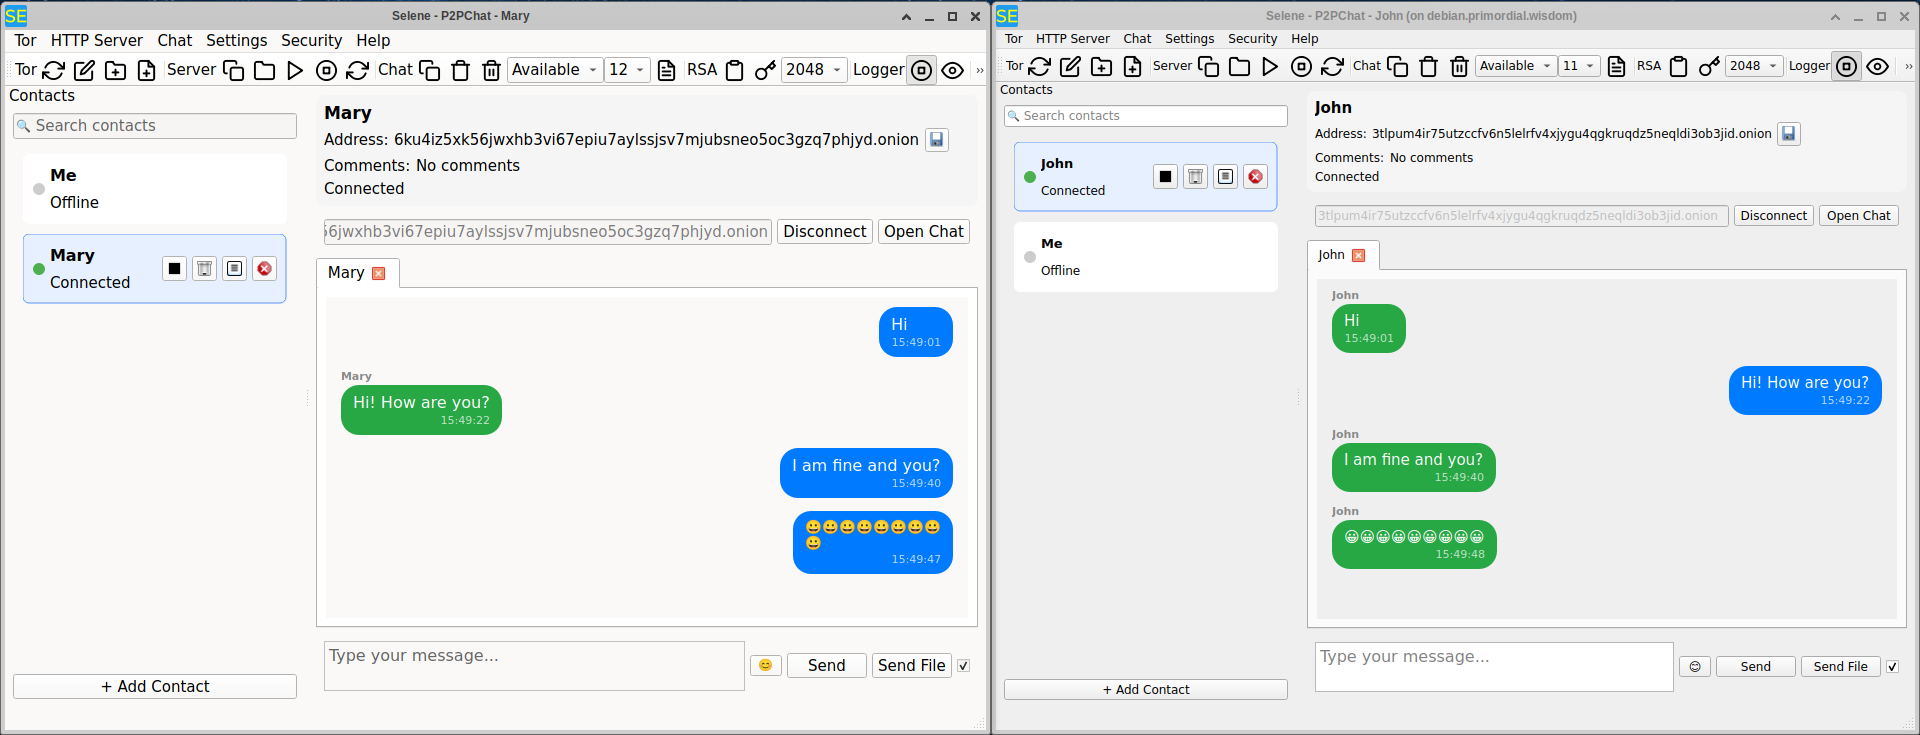 SE
Selene - P2PChat - Mary
Tor HTTP Server Chat Settings Security Help
Tor Server Chat Available 12 RSA 2048 Logger »
Contacts
Search contacts
Me
Offline
Mary
Connected
+ Add Contact
Mary
Address: 6ku4iz5xk56jwxhb3vi67epiu7aylssjsv7mjubsneo5oc3gzq7phjyd.onion
Comments: No comments
Connected
6jwxhb3vi67epiu7aylssjsv7mjubsneo5oc3gzq7phjyd.onion Disconnect Open Chat
Mary
Hi
15:49:01
Mary
Hi! How are you?
15:49:22
I am fine and you?
15:49:40
😀😀😀😀😀😀😀😀
😀
15:49:47
Type your message...
😊 Send Send File
SE
Selene - P2PChat - John (on debian.primordial.wisdom)
Tor HTTP Server Chat Settings Security Help
Tor Server Chat Available 11 RSA 2048 Logger »
Contacts
Search contacts
John
Connected
Me
Offline
+ Add Contact
John
Address: 3tlpum4ir75utzccfv6n5lelrfv4xjygu4qgkruqdz5neqldi3ob3jid.onion
Comments: No comments
Connected
3tlpum4ir75utzccfv6n5lelrfv4xjygu4qgkruqdz5neqldi3ob3jid.onion Disconnect Open Chat
John
John
Hi
15:49:01
Hi! How are you?
15:49:22
John
I am fine and you?
15:49:40
John
😀😀😀😀😀😀😀😀😀
15:49:48
Type your message...
😊 Send Send File